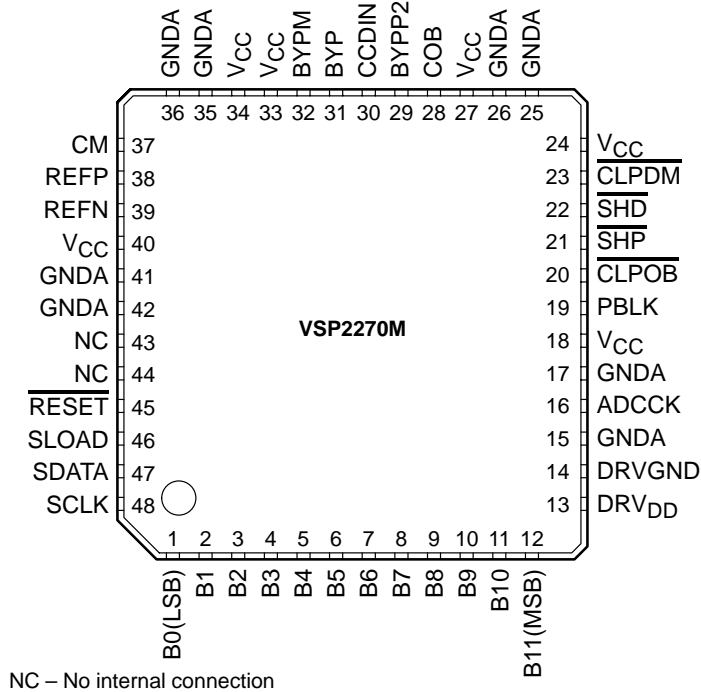 GNDA GNDA VCC VCC BYPM BYP CCDIN BYPP2 COB VCC GNDA GNDA
36 35 34 33 32 31 30 29 28 27 26 25
CM 37
REFP 38
REFN 39
VCC 40
GNDA 41
GNDA 42
NC 43
NC 44
RESET 45
SLOAD 46
SDATA 47
SCLK 48
VSP2270M
24 VCC
23 CLPDM
22 SHD
21 SHP
20 CLPOB
19 PBLK
18 VCC
17 GNDA
16 ADCCK
15 GNDA
14 DRVGND
13 DRVDD
1 2 3 4 5 6 7 8 9 10 11 12
B0(LSB) B1 B2 B3 B4 B5 B6 B7 B8 B9 B10 B11(MSB)
NC – No internal connection